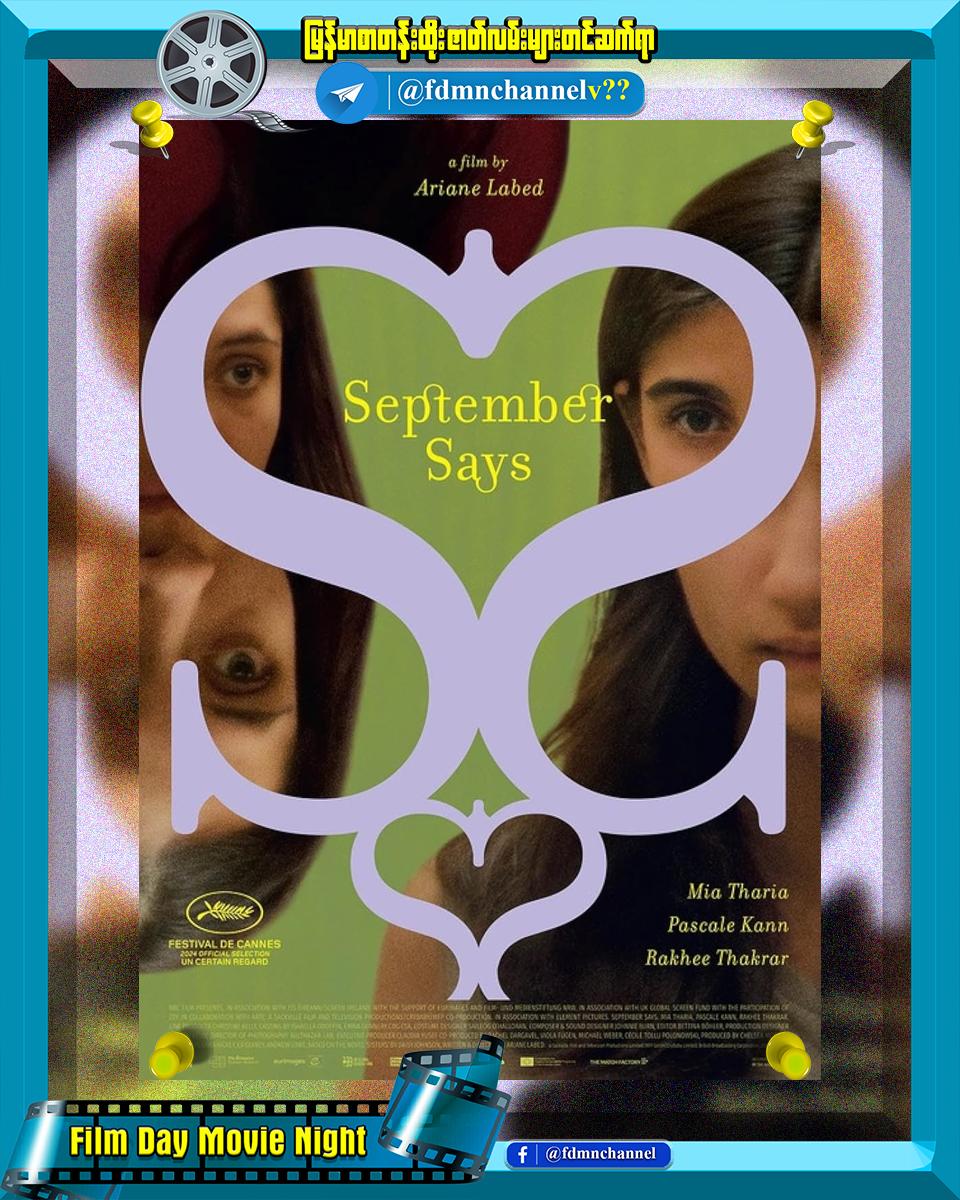 မြန်မာစာတန်းထိုးဇာတ်လမ်းများတင်ဆက်ရာ
@fdmnchannelv??
a film by
Ariane Labed
September
Says
Mia Tharia
Pascale Kann
Rakhee Thakrar
FESTIVAL DE CANNES
2024 OFFICIAL SELECTION
UN CERTAIN REGARD
Film Day Movie Night
f @fdmnchannel